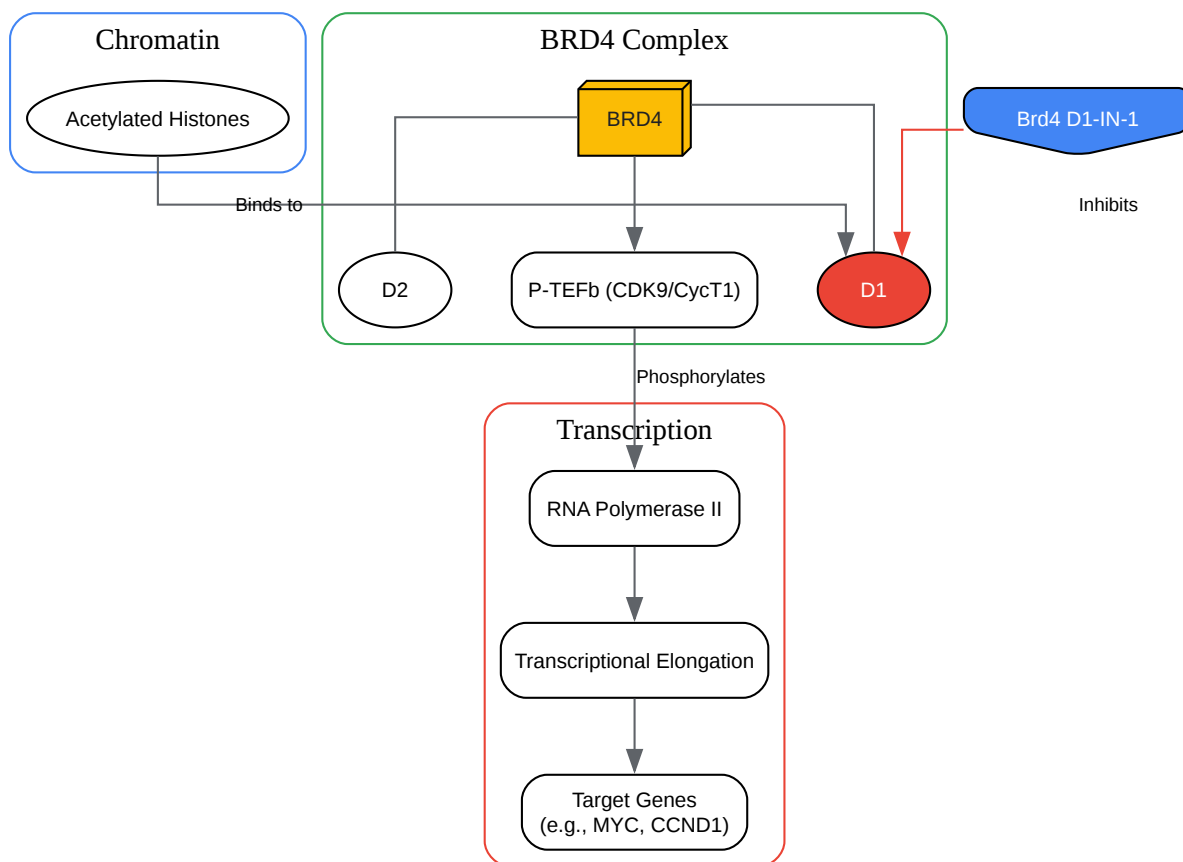 Chromatin
BRD4 Complex
Acetylated Histones
BRD4
Brd4 D1-IN-1
Binds to
Inhibits
D2
P-TEFb (CDK9/CycT1)
D1
Phosphorylates
Transcription
RNA Polymerase II
Transcriptional Elongation
Target Genes
(e.g., MYC, CCND1)